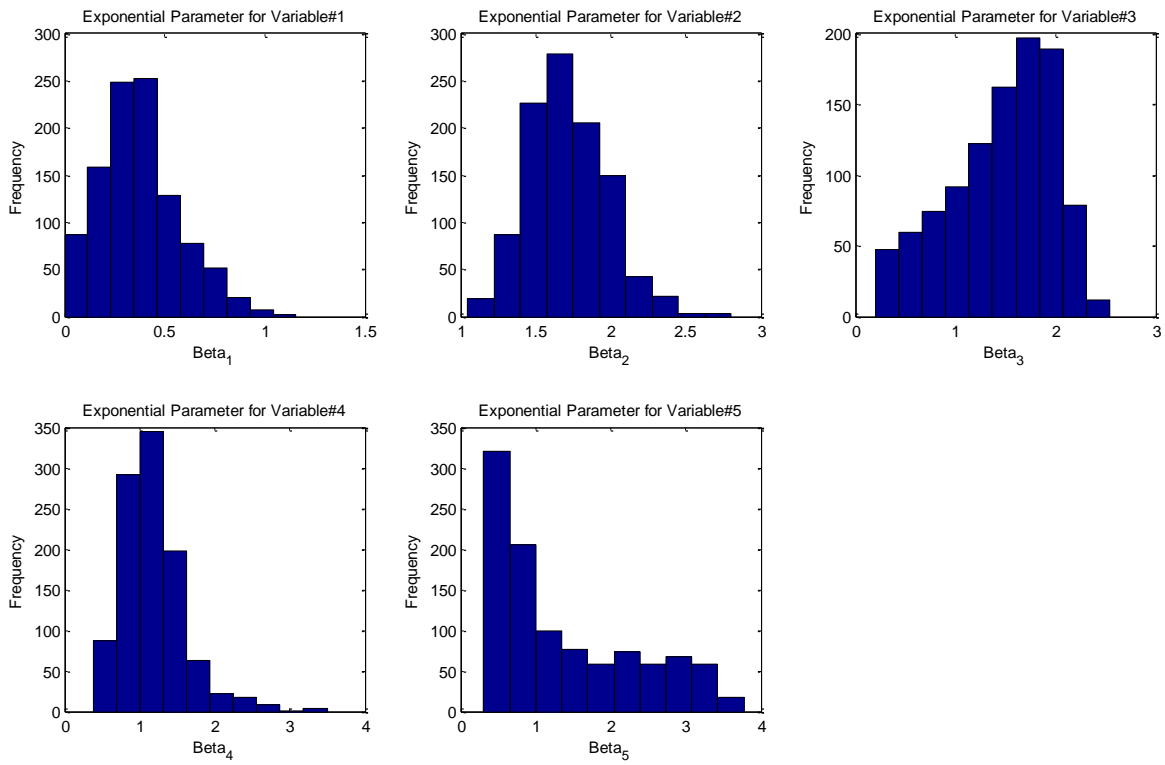 Exponential Parameter for Variable#1
300
250
200
150
100
50
0
Frequency
0 0.5 1 1.5
Beta1
Exponential Parameter for Variable#2
300
250
200
150
100
50
0
Frequency
1 1.5 2 2.5 3
Beta2
Exponential Parameter for Variable#3
200
150
100
50
0
Frequency
0 1 2 3
Beta3
Exponential Parameter for Variable#4
350
300
250
200
150
100
50
0
Frequency
0 1 2 3 4
Beta4
Exponential Parameter for Variable#5
350
300
250
200
150
100
50
0
Frequency
0 1 2 3 4
Beta5